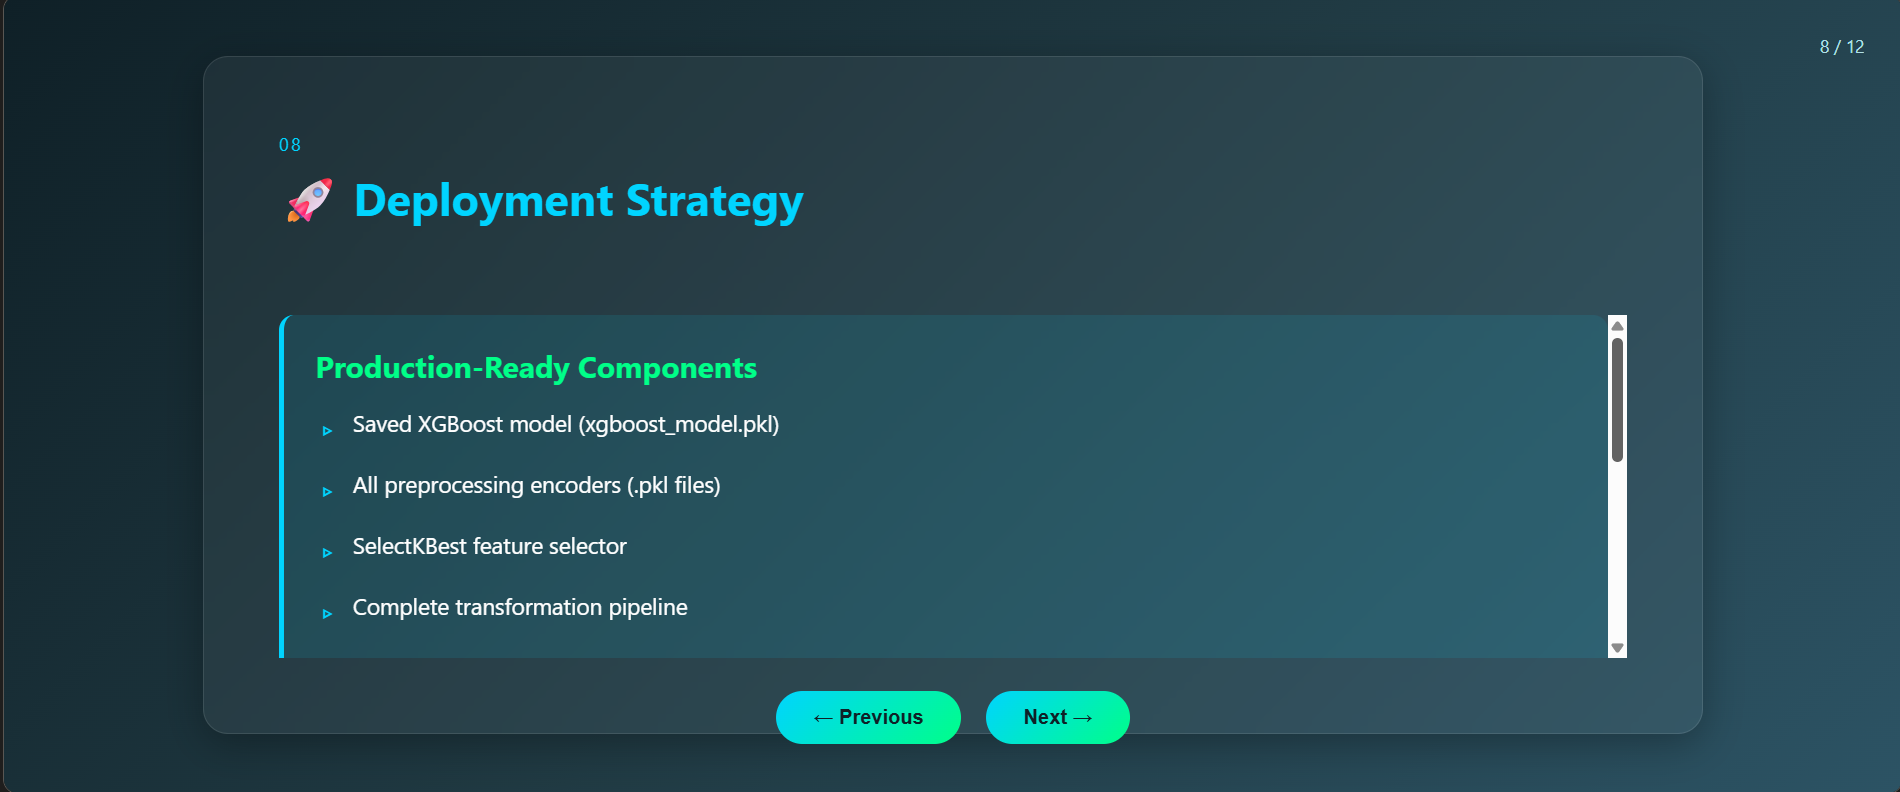 8 / 12
08
🚀 Deployment Strategy
Production-Ready Components
▹ Saved XGBoost model (xgboost_model.pkl)
▹ All preprocessing encoders (.pkl files)
▹ SelectKBest feature selector
▹ Complete transformation pipeline
← Previous
Next →